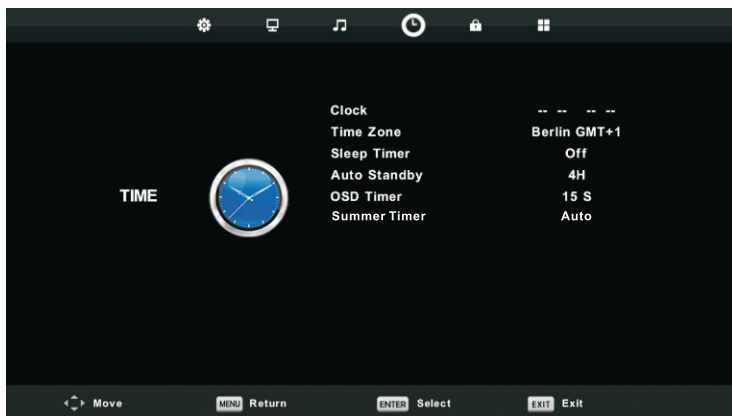 Clock -- -- -- --
Time Zone Berlin GMT+1
Sleep Timer Off
Auto Standby 4H
TIME
OSD Timer 15 S
Summer Timer Auto
Move MENU Return ENTER Select EXIT Exit